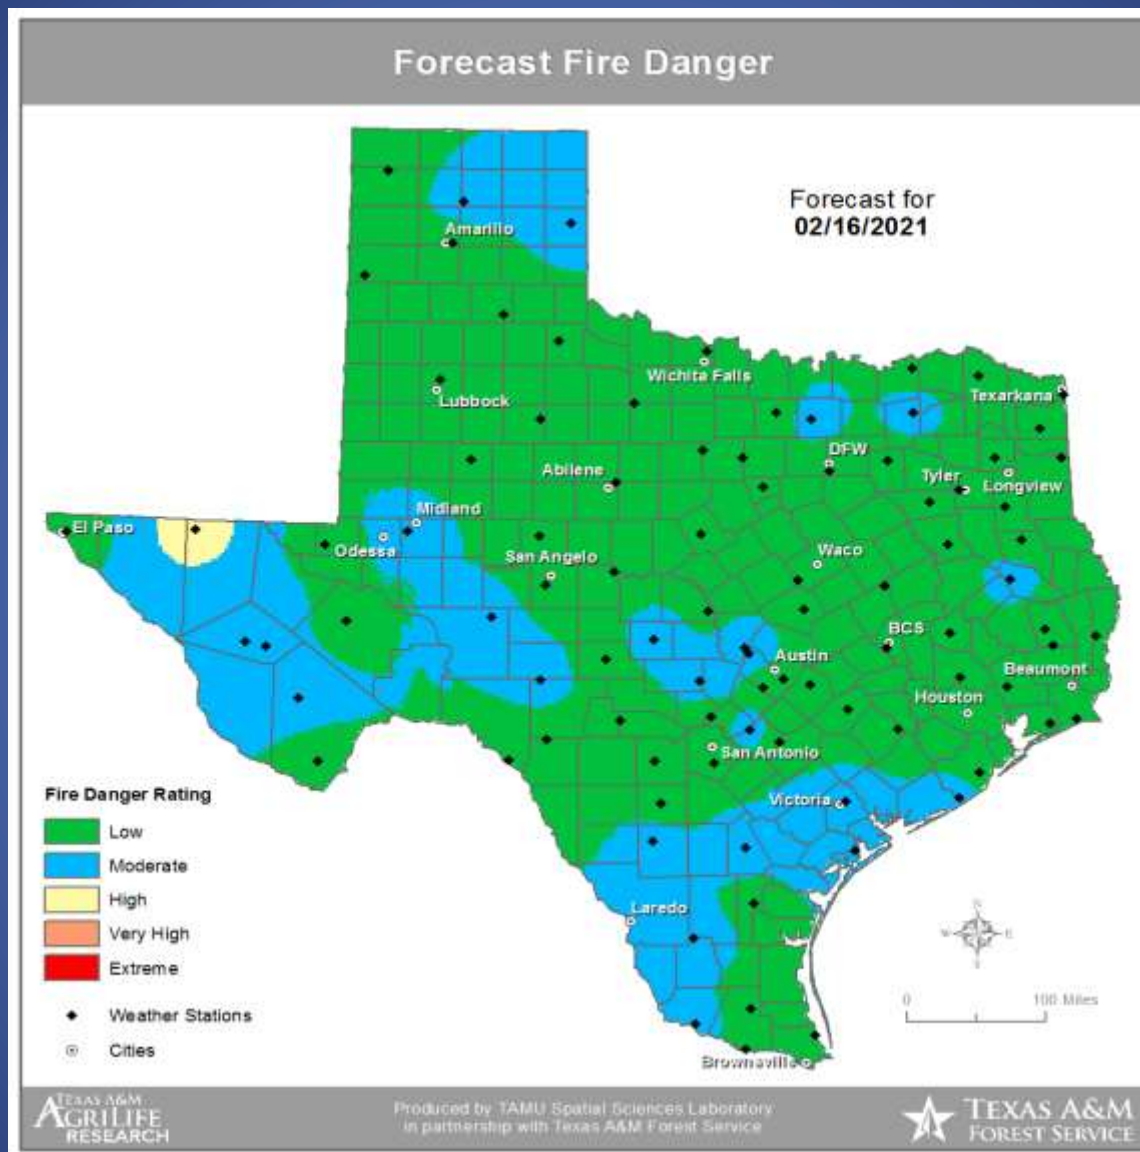 Forecast Fire Danger
Forecast for
02/16/2021
Amarillo
Wichita Falls
Texarkana
Lubbock
DFW
Abilene
Tyler
Longview
El Paso
Midland
Odessa
San Angelo
Waco
BCS
Austin
Beaumont
Houston
San Antonio
Victoria
Laredo
Brownsville
Fire Danger Rating
Low
Moderate
High
Very High
Extreme
Weather Stations
Cities
N
W E
S
0 100 Miles
TEXAS A&M
AGRILIFE
RESEARCH
Produced by TAMU Spatial Sciences Laboratory
in partnership with Texas A&M Forest Service
TEXAS A&M
FOREST SERVICE